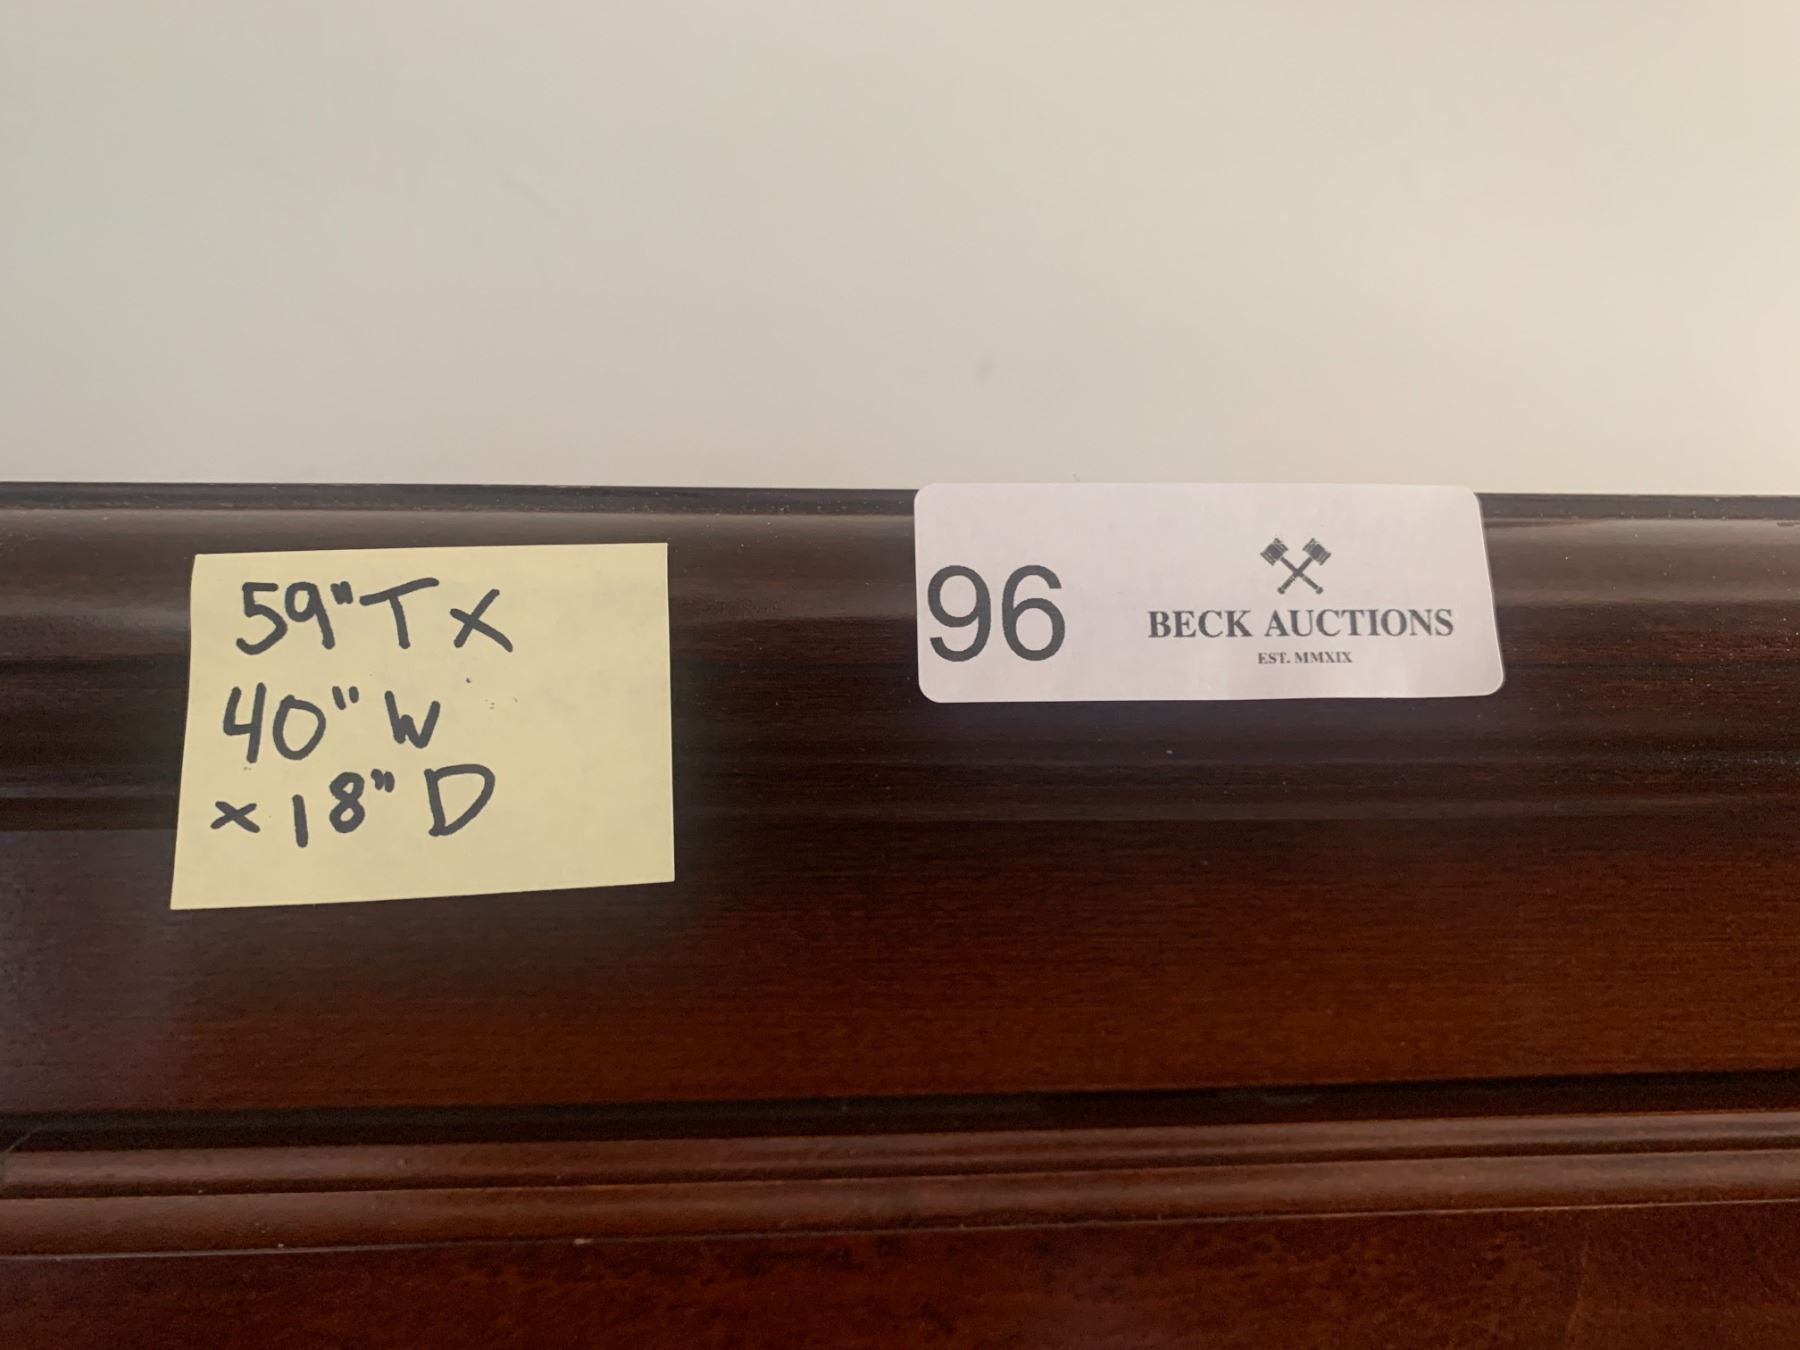 59" T x
40" W
x 18" D
96
BECK AUCTIONS
EST. MMXIX